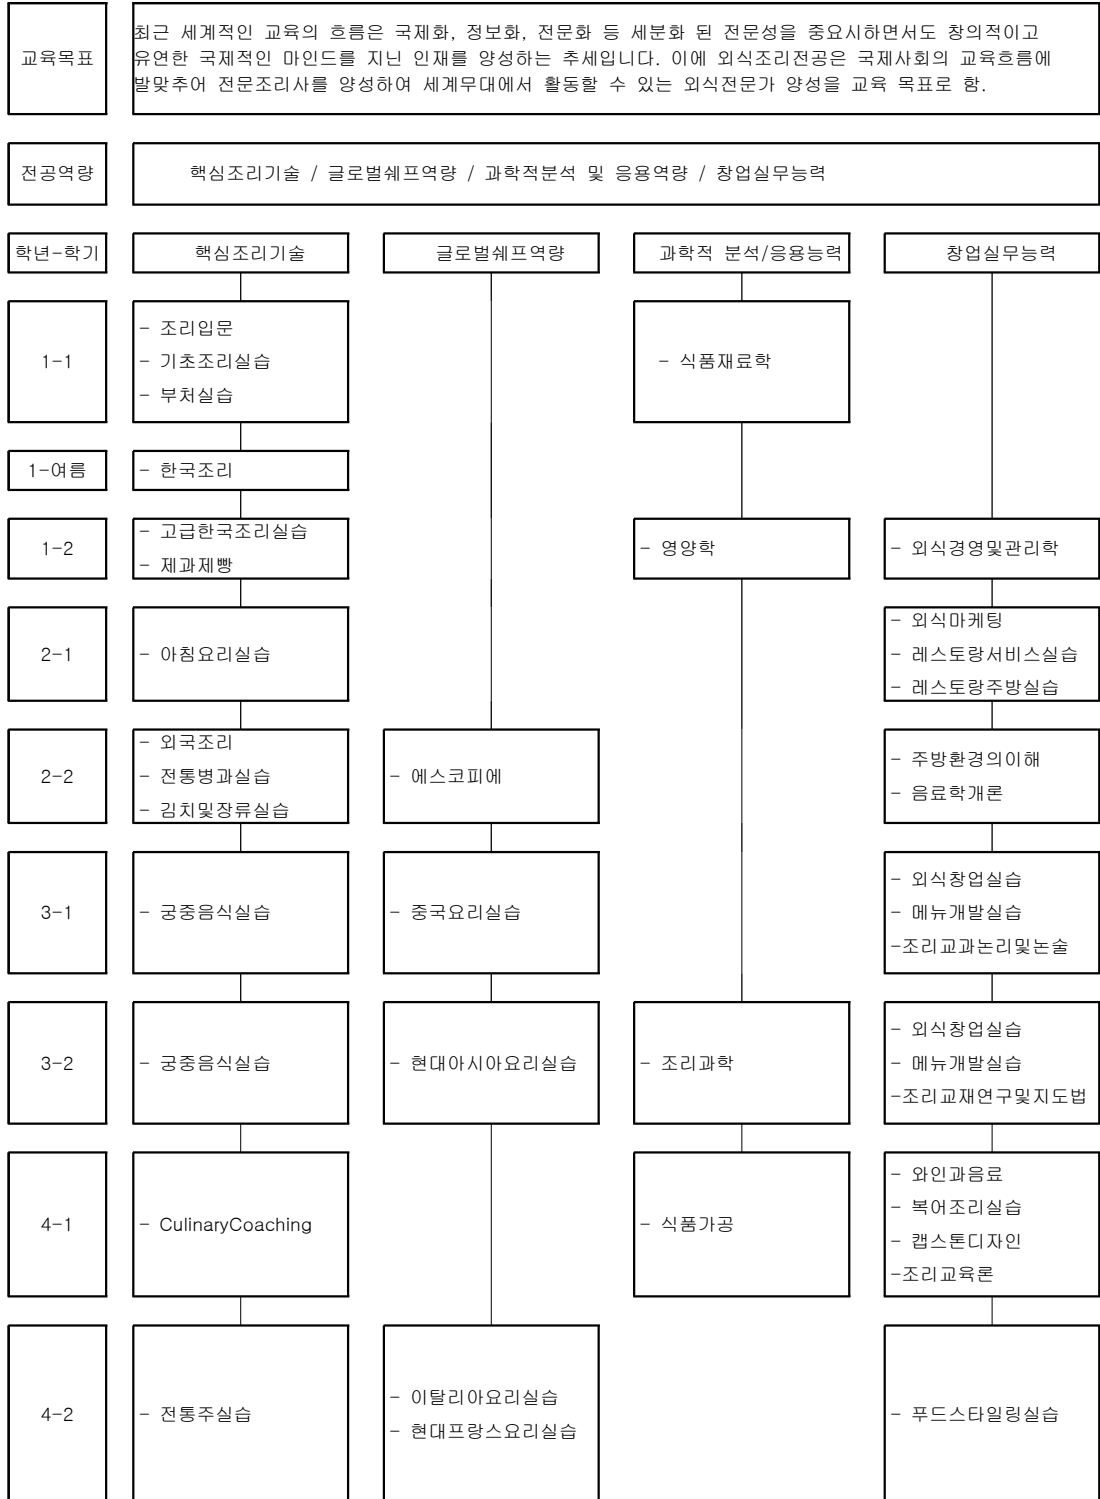 교육목표
최근 세계적인 교육의 흐름은 국제화, 정보화, 전문화 등 세분화 된 전문성을 중요시하면서도 창의적이고
유연한 국제적인 마인드를 지닌 인재를 양성하는 추세입니다. 이에 외식조리전공은 국제사회의 교육흐름에
발맞추어 전문조리사를 양성하여 세계무대에서 활동할 수 있는 외식전문가 양성을 교육 목표로 함.
전공역량
핵심조리기술 / 글로벌쉐프역량 / 과학적분석 및 응용역량 / 창업실무능력
학년-학기
핵심조리기술
글로벌쉐프역량
과학적 분석/응용능력
창업실무능력
1-1
- 조리입문
- 기초조리실습
- 부처실습
- 식품재료학
1-여름
- 한국조리
1-2
- 고급한국조리실습
- 제과제빵
- 영양학
- 외식경영및관리학
2-1
- 아침요리실습
- 외식마케팅
- 레스토랑서비스실습
- 레스토랑주방실습
2-2
- 외국조리
- 전통병과실습
- 김치및장류실습
- 에스코피에
- 주방환경의이해
- 음료학개론
3-1
- 궁중음식실습
- 중국요리실습
- 외식창업실습
- 메뉴개발실습
-조리교과논리및논술
3-2
- 궁중음식실습
- 현대아시아요리실습
- 조리과학
- 외식창업실습
- 메뉴개발실습
-조리교재연구및지도법
4-1
- CulinaryCoaching
- 식품가공
- 와인과음료
- 복어조리실습
- 캡스톤디자인
-조리교육론
4-2
- 전통주실습
- 이탈리아요리실습
- 현대프랑스요리실습
- 푸드스타일링실습